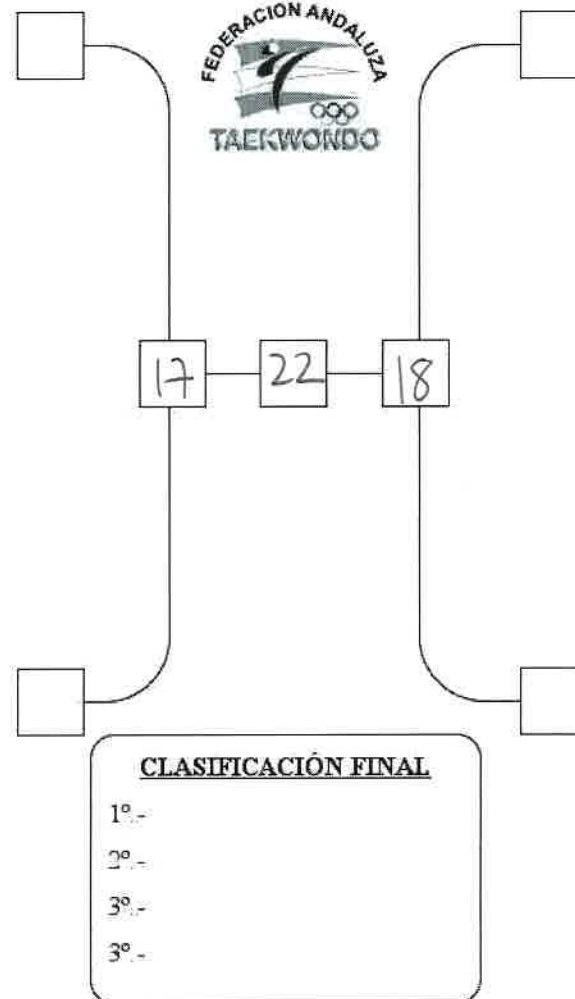 FEDERACION ANDALUZA
TAEKWONDO
17 22 18
CLASIFICACIÓN FINAL
1º.-
2º.-
3º.-
3º.-